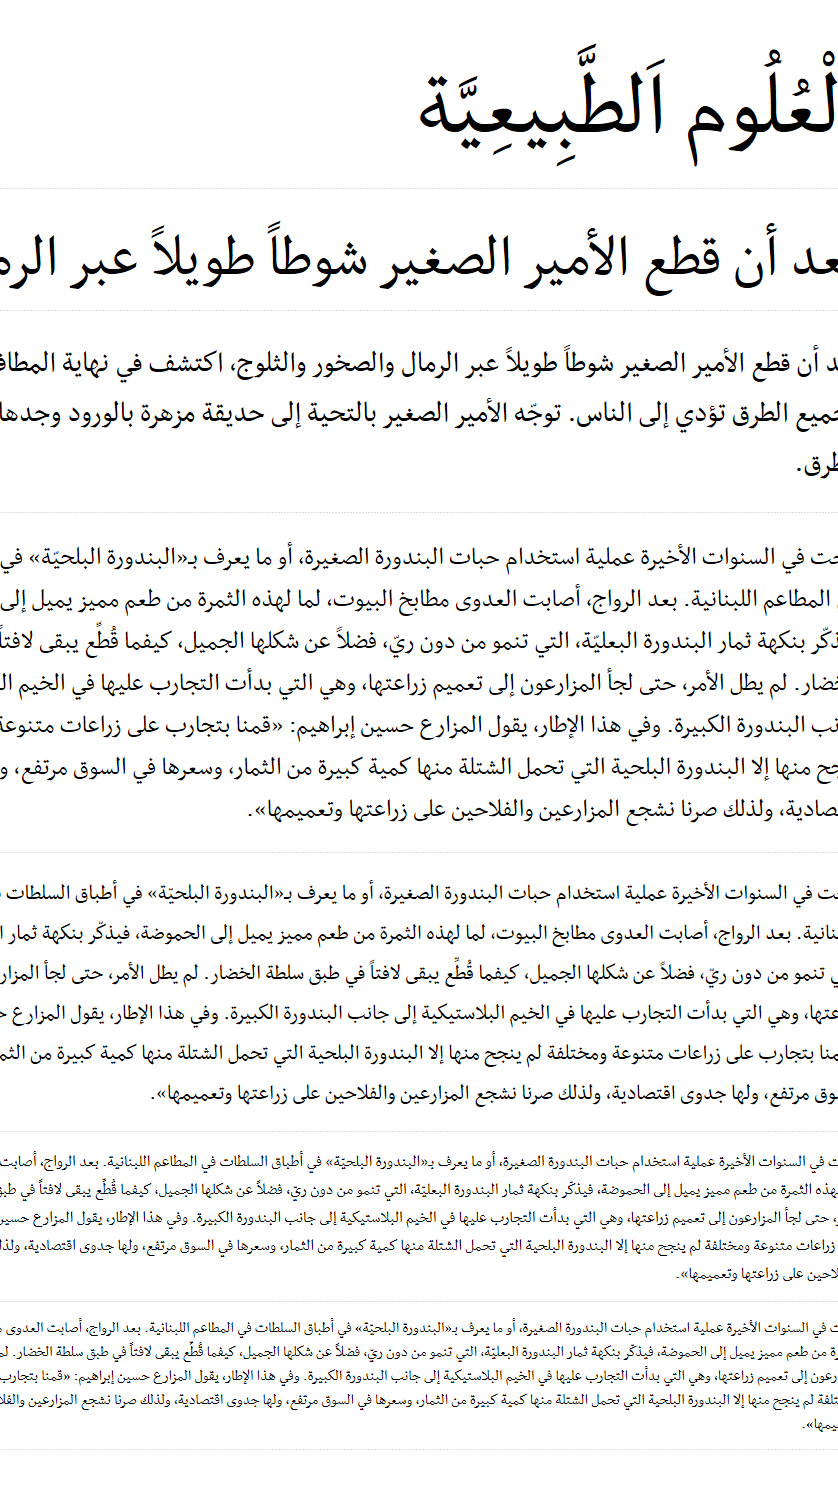 لْعُلُوم اَلطَّبِيعِيَّة
عد أن قطع الأمير الصغير شوطاً طويلاً عبر الرم
د أن قطع الأمير الصغير شوطاً طويلاً عبر الرمال والصخور والثلوج، اكتشف في نهاية المطاف
جميع الطرق تؤدي إلى الناس. توجّه الأمير الصغير بالتحية إلى حديقة مزهرة بالورود وجدها
طرق.
جت في السنوات الأخيرة عملية استخدام حبات البندورة الصغيرة، أو ما يعرف بـ«البندورة البلحيّة» في
المطاعم اللبنانية. بعد الرواج، أصابت العدوى مطابخ البيوت، لما لهذه الثمرة من طعم مميز يميل إلى
ذكّر بنكهة ثمار البندورة البعليّة، التي تنمو من دون ريّ، فضلاً عن شكلها الجميل، كيفما قُطِّع يبقى لافتاً
ضار. لم يطل الأمر، حتى لجأ المزارعون إلى تعميم زراعتها، وهي التي بدأت التجارب عليها في الخيم الـ
نب البندورة الكبيرة. وفي هذا الإطار، يقول المزارع حسين إبراهيم: «قمنا بتجارب على زراعات متنوعة
جح منها إلا البندورة البلحية التي تحمل الشتلة منها كمية كبيرة من الثمار، وسعرها في السوق مرتفع، و
صادية، ولذلك صرنا نشجع المزارعين والفلاحين على زراعتها وتعميمها».
جت في السنوات الأخيرة عملية استخدام حبات البندورة الصغيرة، أو ما يعرف بـ«البندورة البلحيّة» في أطباق السلطات
نانية. بعد الرواج، أصابت العدوى مطابخ البيوت، لما لهذه الثمرة من طعم مميز يميل إلى الحموضة، فيذكّر بنكهة ثمار ا
ي تنمو من دون ريّ، فضلاً عن شكلها الجميل، كيفما قُطِّع يبقى لافتاً في طبق سلطة الخضار. لم يطل الأمر، حتى لجأ المزار
عتها، وهي التي بدأت التجارب عليها في الخيم البلاستيكية إلى جانب البندورة الكبيرة. وفي هذا الإطار، يقول المزارع ح
منا بتجارب على زراعات متنوعة ومختلفة لم ينجح منها إلا البندورة البلحية التي تحمل الشتلة منها كمية كبيرة من الثم
وق مرتفع، ولها جدوى اقتصادية، ولذلك صرنا نشجع المزارعين والفلاحين على زراعتها وتعميمها».
ت في السنوات الأخيرة عملية استخدام حبات البندورة الصغيرة، أو ما يعرف بـ«البندورة البلحيّة» في أطباق السلطات في المطاعم اللبنانية. بعد الرواج، أصابت
هذه الثمرة من طعم مميز يميل إلى الحموضة، فيذكّر بنكهة ثمار البندورة البعليّة، التي تنمو من دون ريّ، فضلاً عن شكلها الجميل، كيفما قُطِّع يبقى لافتاً في طبق
، حتى لجأ المزارعون إلى تعميم زراعتها، وهي التي بدأت التجارب عليها في الخيم البلاستيكية إلى جانب البندورة الكبيرة. وفي هذا الإطار، يقول المزارع حسين
زراعات متنوعة ومختلفة لم ينجح منها إلا البندورة البلحية التي تحمل الشتلة منها كمية كبيرة من الثمار، وسعرها في السوق مرتفع، ولها جدوى اقتصادية، ولذلك
لاحين على زراعتها وتعميمها».
ت في السنوات الأخيرة عملية استخدام حبات البندورة الصغيرة، أو ما يعرف بـ«البندورة البلحيّة» في أطباق السلطات في المطاعم اللبنانية. بعد الرواج، أصابت العدوى
رة من طعم مميز يميل إلى الحموضة، فيذكّر بنكهة ثمار البندورة البعليّة، التي تنمو من دون ريّ، فضلاً عن شكلها الجميل، كيفما قُطِّع يبقى لافتاً في طبق سلطة الخضار. لم
رعون إلى تعميم زراعتها، وهي التي بدأت التجارب عليها في الخيم البلاستيكية إلى جانب البندورة الكبيرة. وفي هذا الإطار، يقول المزارع حسين إبراهيم: «قمنا بتجارب
تلفة لم ينجح منها إلا البندورة البلحية التي تحمل الشتلة منها كمية كبيرة من الثمار، وسعرها في السوق مرتفع، ولها جدوى اقتصادية، ولذلك صرنا نشجع المزارعين والفلا
يمها».